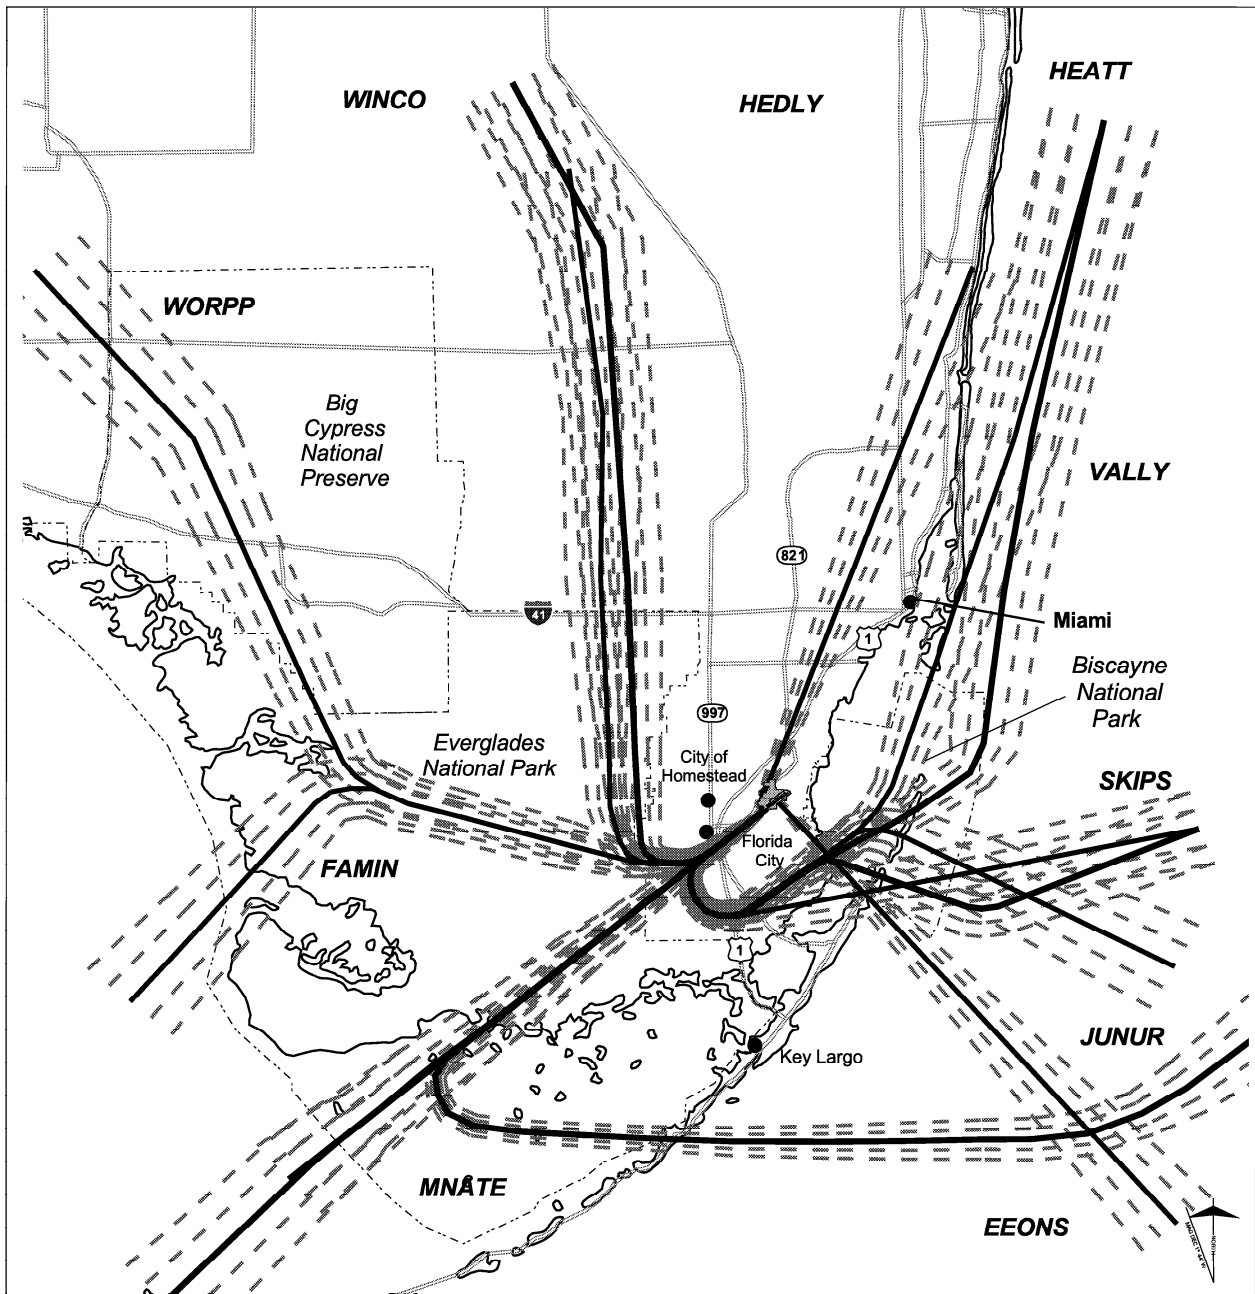 HEATT
WINCO
HEDLY
WORPP
Big
Cypress
National
Preserve
VALLY
821
41
Miami
1
Biscayne
National
Park
997
Everglades
National Park
City of
Homestead
SKIPS
Florida
City
FAMIN
1
JUNUR
Key Largo
MNATE
EEONS
NORTH